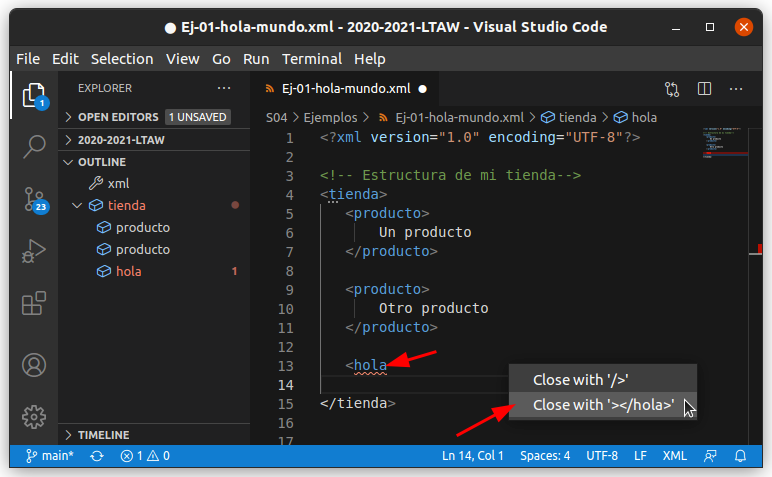 ● Ej-01-hola-mundo.xml - 2020-2021-LTAW - Visual Studio Code
File Edit Selection View Go Run Terminal Help
EXPLORER
OPEN EDITORS 1 UNSAVED
2020-2021-LTAW
OUTLINE
xml
tienda
producto
producto
hola 1
TIMELINE
1
23
Ej-01-hola-mundo.xml ●
S04 > Ejemplos > Ej-01-hola-mundo.xml > tienda > hola
1 <?xml version="1.0" encoding="UTF-8"?>
2
3 <!-- Estructura de mi tienda-->
4 <tienda>
5 <producto>
6 Un producto
7 </producto>
8
9 <producto>
10 Otro producto
11 </producto>
12
13 <hola
14
15 </tienda>
16
17
Close with '/>'
Close with '></hola>'
main* 1 0 Ln 14, Col 1 Spaces: 4 UTF-8 LF XML